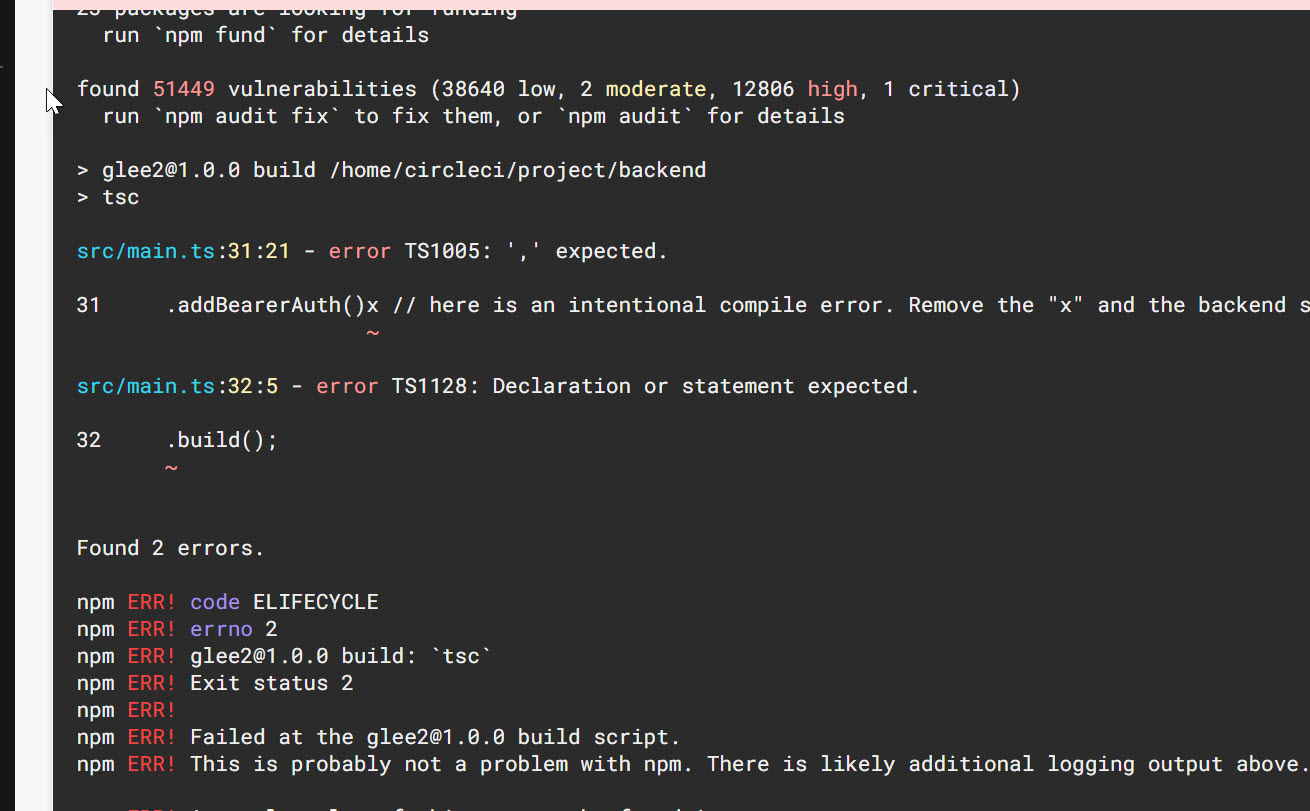 25 packages are looking for funding
run `npm fund` for details
found 51449 vulnerabilities (38640 low, 2 moderate, 12806 high, 1 critical)
run `npm audit fix` to fix them, or `npm audit` for details
> glee2@1.0.0 build /home/circleci/project/backend
> tsc
src/main.ts:31:21 - error TS1005: ',' expected.
31 .addBearerAuth()x // here is an intentional compile error. Remove the "x" and the backend s
~
src/main.ts:32:5 - error TS1128: Declaration or statement expected.
32 .build();
~
Found 2 errors.
npm ERR! code ELIFECYCLE
npm ERR! errno 2
npm ERR! glee2@1.0.0 build: `tsc`
npm ERR! Exit status 2
npm ERR!
npm ERR! Failed at the glee2@1.0.0 build script.
npm ERR! This is probably not a problem with npm. There is likely additional logging output above.